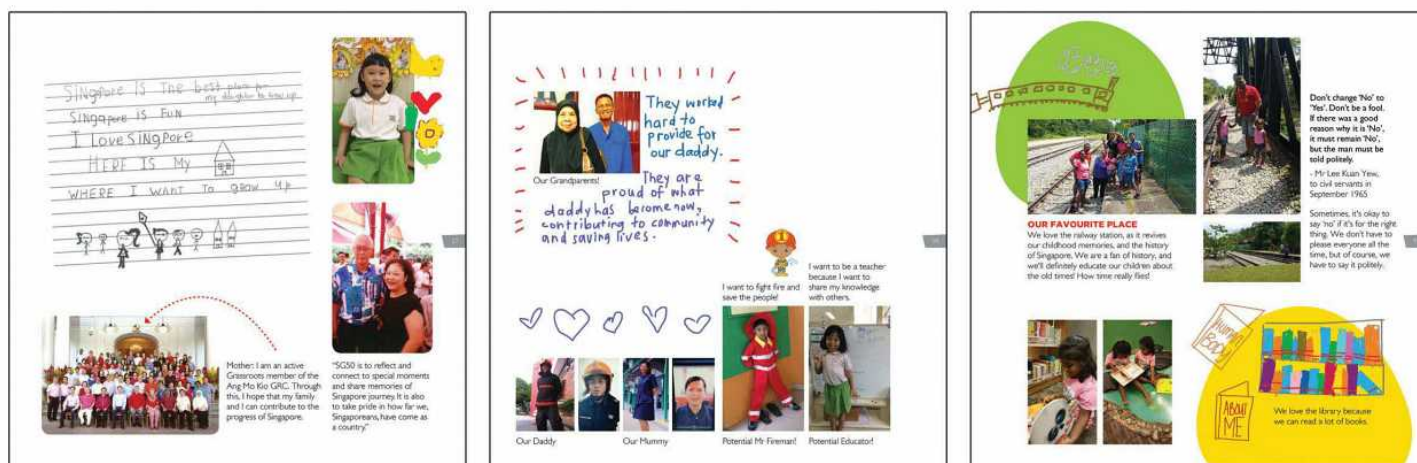 SINgpore IS The best place for
my daughter to grow up
SINgapore IS FUN
I Love SINgPore
HERE IS My
WHERE I WANT To grow up
Mother: I am an active
Grassroots member of the
Ang Mo Kio GRC. Through
this, I hope that my family
and I can contribute to the
progress of Singapore.
"SG50 is to reflect and
connect to special moments
and share memories of
Singapore journey. It is also
to take pride in how far we,
Singaporeans, have come as
a country."
They worked
hard to
provide for
our daddy.
Our Grandparents!
They are
proud of what
daddy has become now,
contributing to community
and saving lives.
I want to fight fire and
save the people!
I want to be a teacher
because I want to
share my knowledge
with others.
Our Daddy
Our Mummy
Potential Mr Fireman!
Potential Educator!
OUR FAVOURITE PLACE
We love the railway station, as it revives
our childhood memories, and the history
of Singapore. We are a fan of history, and
we'll definitely educate our children about
the old times! How time really flies!
Don't change 'No' to
'Yes'. Don't be a fool.
If there was a good
reason why it is 'No',
it must remain 'No',
but the man must be
told politely.
- Mr Lee Kuan Yew,
to civil servants in
September 1965
Sometimes, it's okay to
say 'no' if it's for the right
thing. We don't have to
please everyone all the
time, but of course, we
have to say it politely.
HUMAN
BODY
ABOUT
ME
We love the library because
we can read a lot of books.